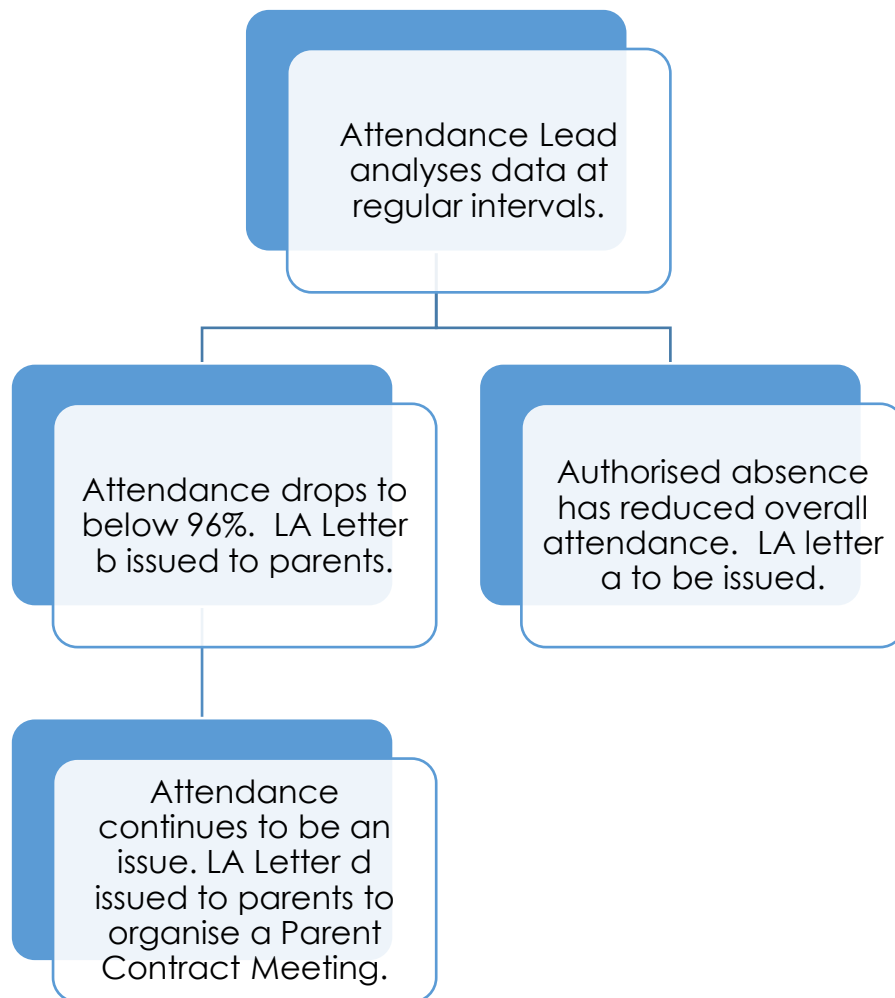 Attendance Lead
analyses data at
regular intervals.
Attendance drops to
below 96%.  LA Letter
b issued to parents.
Authorised absence
has reduced overall
attendance.  LA letter
a to be issued.
Attendance
continues to be an
issue. LA Letter d
issued to parents to
organise a Parent
Contract Meeting.